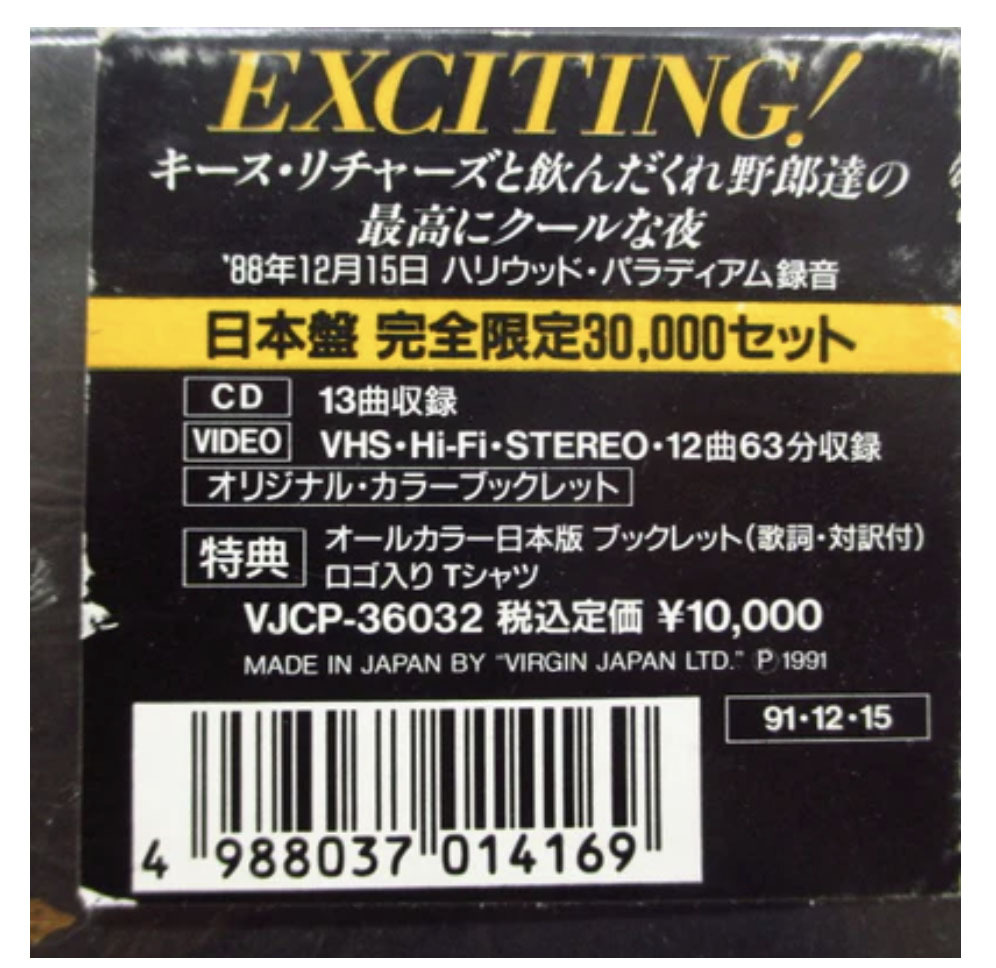 EXCITING!
キース・リチャーズと飲んだくれ野郎達の
最高にクールな夜
'88年12月15日 ハリウッド・パラディアム録音
日本盤 完全限定30,000セット
CD 13曲収録
VIDEO VHS・Hi-Fi・STEREO・12曲63分収録
オリジナル・カラーブックレット
特典 オールカラー日本版 ブックレット(歌詞・対訳付)
ロゴ入り Tシャツ
VJCP-36032 税込定価 ¥10,000
MADE IN JAPAN BY "VIRGIN JAPAN LTD." Ⓟ 1991
91・12・15
4 988037 014169